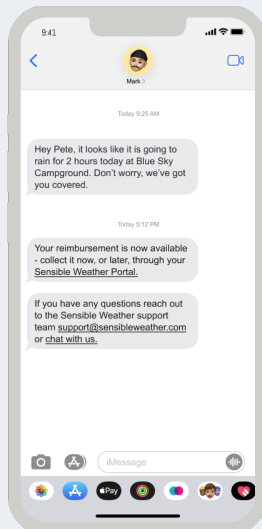 9:41
Mark >
Today 9:25 AM
Hey Pete, it looks like it is going to
rain for 2 hours today at Blue Sky
Campground. Don’t worry, we’ve got
you covered.
Today 5:12 PM
Your reimbursement is now available
- collect it now, or later, through your
Sensible Weather Portal.
If you have any questions reach out
to the Sensible Weather support
team support@sensibleweather.com
or chat with us.
iMessage
Pay